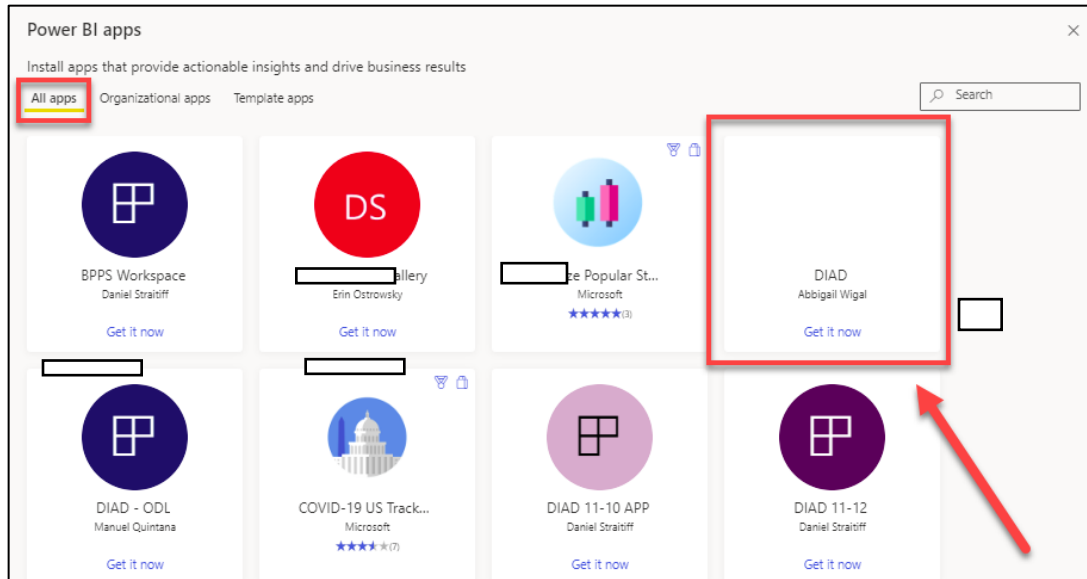 Power BI apps
Install apps that provide actionable insights and drive business results
All apps Organizational apps Template apps
Search
DS
BPPS Workspace
Daniel Straitiff
Get it now
allery
Erin Ostrowsky
Get it now
ze Popular St...
Microsoft
(3)
DIAD
Abbigail Wigal
Get it now
DIAD - ODL
Manuel Quintana
Get it now
COVID-19 US Track...
Microsoft
(7)
DIAD 11-10 APP
Daniel Straitiff
Get it now
DIAD 11-12
Daniel Straitiff
Get it now